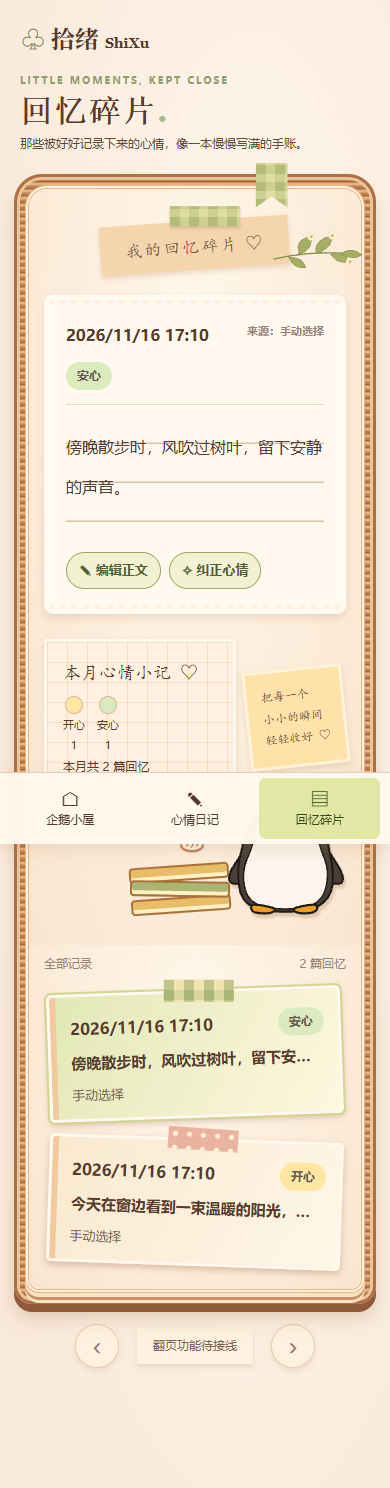 拾绪 ShiXu
LITTLE MOMENTS, KEPT CLOSE
回忆碎片.
那些被好好记录下来的心情，像一本慢慢写满的手账。
我的回忆碎片 ♡
2026/11/16 17:10
来源：手动选择
安心
傍晚散步时，风吹过树叶，留下安静
的声音。
✎ 编辑正文
✧ 纠正心情
本月心情小记 ♡
开心
安心
1
1
本月共 2 篇回忆
把每一个
小小的瞬间
轻轻收好 ♡
企鹅小屋
心情日记
回忆碎片
全部记录
2 篇回忆
2026/11/16 17:10
安心
傍晚散步时，风吹过树叶，留下安...
手动选择
2026/11/16 17:10
开心
今天在窗边看到一束温暖的阳光，...
手动选择
‹ 翻页功能待接线 ›